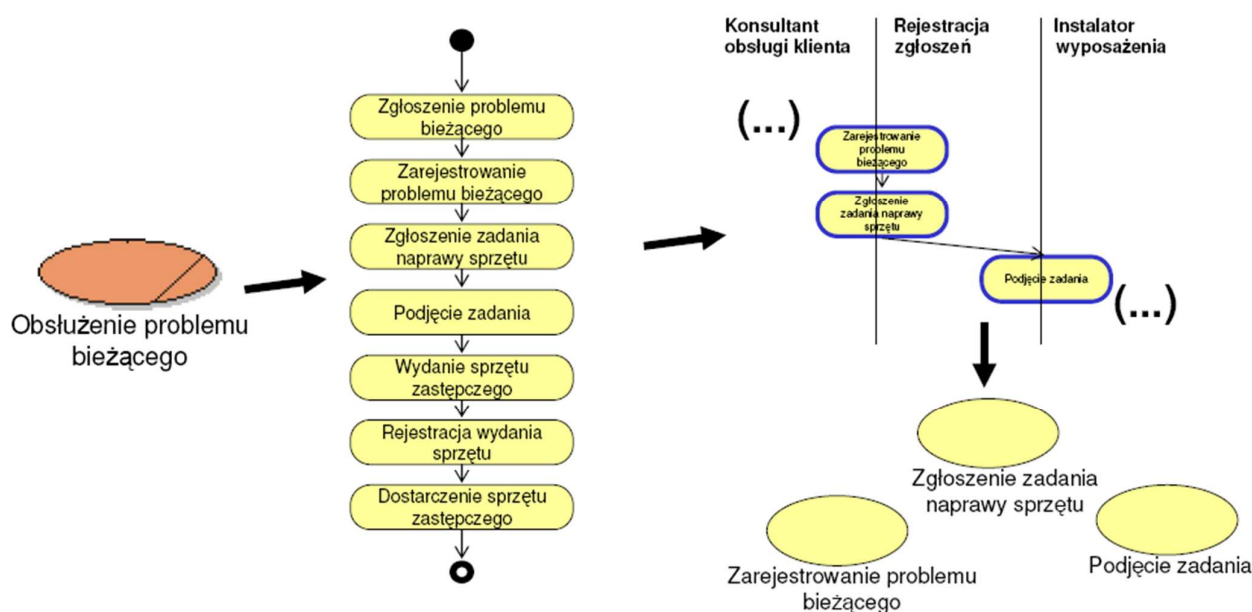 Obsłużenie problemu
bieżącego
Zgłoszenie problemu
bieżącego
Zarejestrowanie
problemu bieżącego
Zgłoszenie zadania
naprawy sprzętu
Podjęcie zadania
Wydanie sprzętu
zastępczego
Rejestracja wydania
sprzętu
Dostarczenie sprzętu
zastępczego
Konsultant
obsługi klienta
Rejestracja
zgłoszeń
Instalator
wyposażenia
(...)
Zarejestrowanie
problemu
bieżącego
Zgłoszenie
zadania naprawy
sprzętu
Podjęcie zadania
(...)
Zgłoszenie zadania
naprawy sprzętu
Zarejestrowanie problemu
bieżącego
Podjęcie zadania